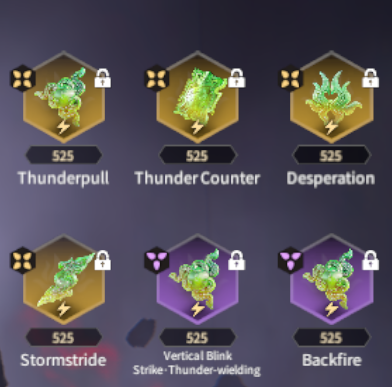 525 525 525
Thunderpull Thunder Counter Desperation
525 525 525
Stormstride Vertical Blink Strike·Thunder-wielding Backfire